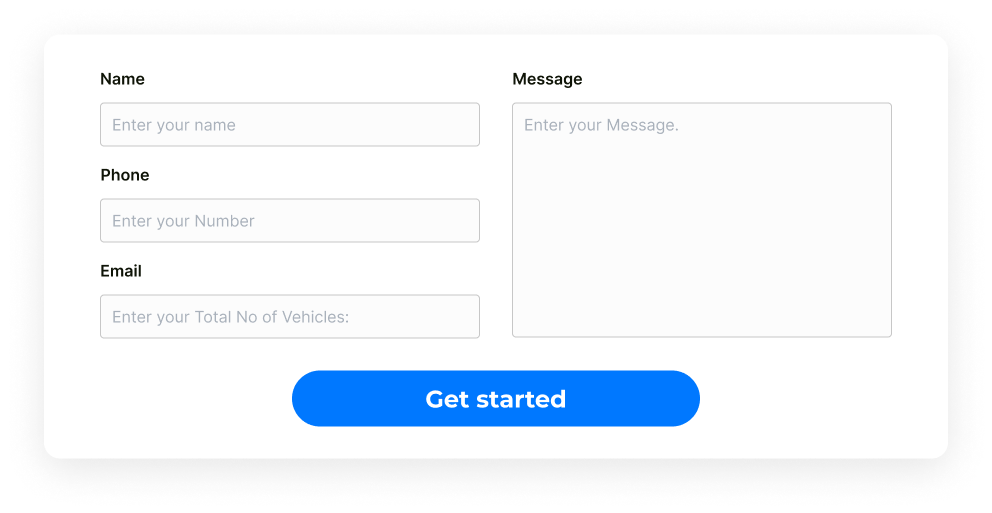 Name
Enter your name
Phone
Enter your Number
Email
Enter your Total No of Vehicles:
Message
Enter your Message.
Get started